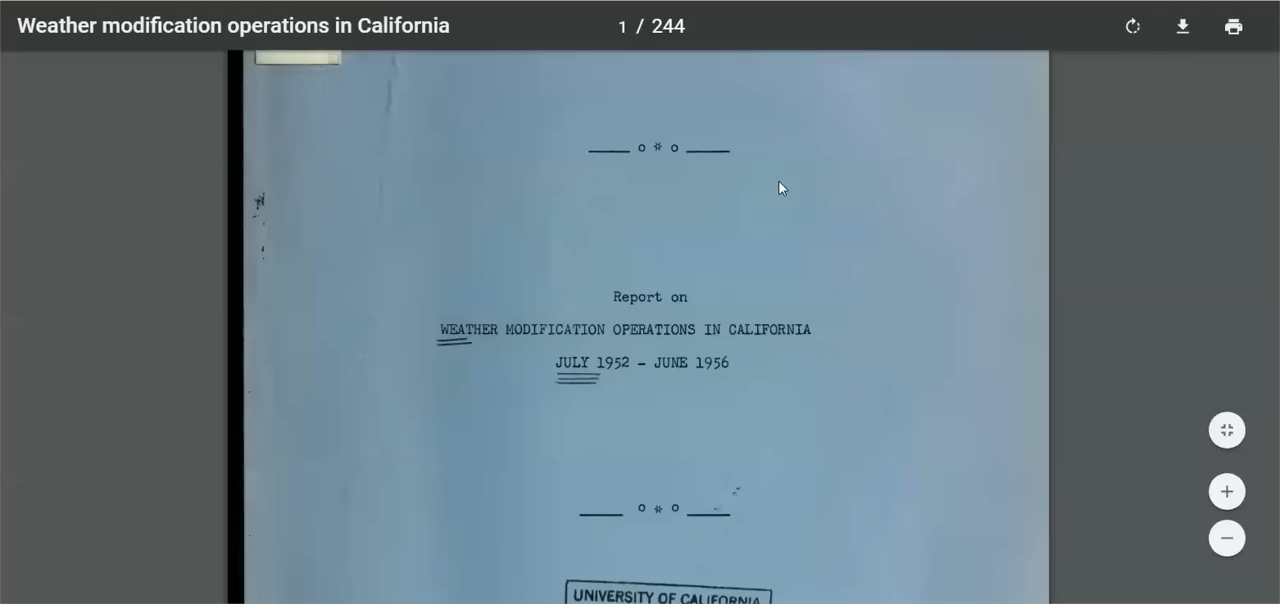 Weather modification operations in California 1 / 244
o * o
Report on
WEATHER MODIFICATION OPERATIONS IN CALIFORNIA
JULY 1952 - JUNE 1956
o * o
UNIVERSITY OF CALIFORNIA